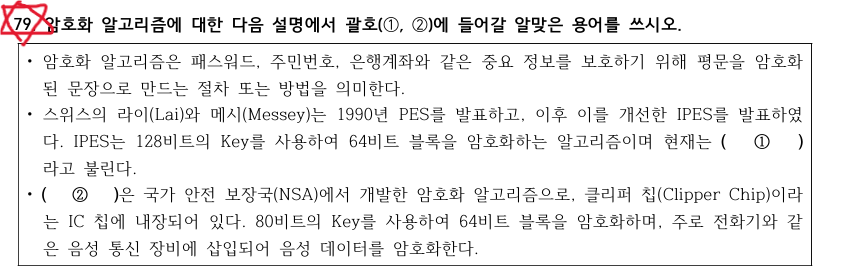 79 암호화 알고리즘에 대한 다음 설명에서 괄호(①, ②)에 들어갈 알맞은 용어를 쓰시오.
• 암호화 알고리즘은 패스워드, 주민번호, 은행계좌와 같은 중요 정보를 보호하기 위해 평문을 암호화
된 문장으로 만드는 절차 또는 방법을 의미한다.
• 스위스의 라이(Lai)와 메시(Messey)는 1990년 PES를 발표하고, 이후 이를 개선한 IPES를 발표하였
다. IPES는 128비트의 Key를 사용하여 64비트 블록을 암호화하는 알고리즘이며 현재는 ( ① )
라고 불린다.
• ( ② )은 국가 안전 보장국(NSA)에서 개발한 암호화 알고리즘으로, 클리퍼 칩(Clipper Chip)이라
는 IC 칩에 내장되어 있다. 80비트의 Key를 사용하여 64비트 블록을 암호화하며, 주로 전화기와 같
은 음성 통신 장비에 삽입되어 음성 데이터를 암호화한다.